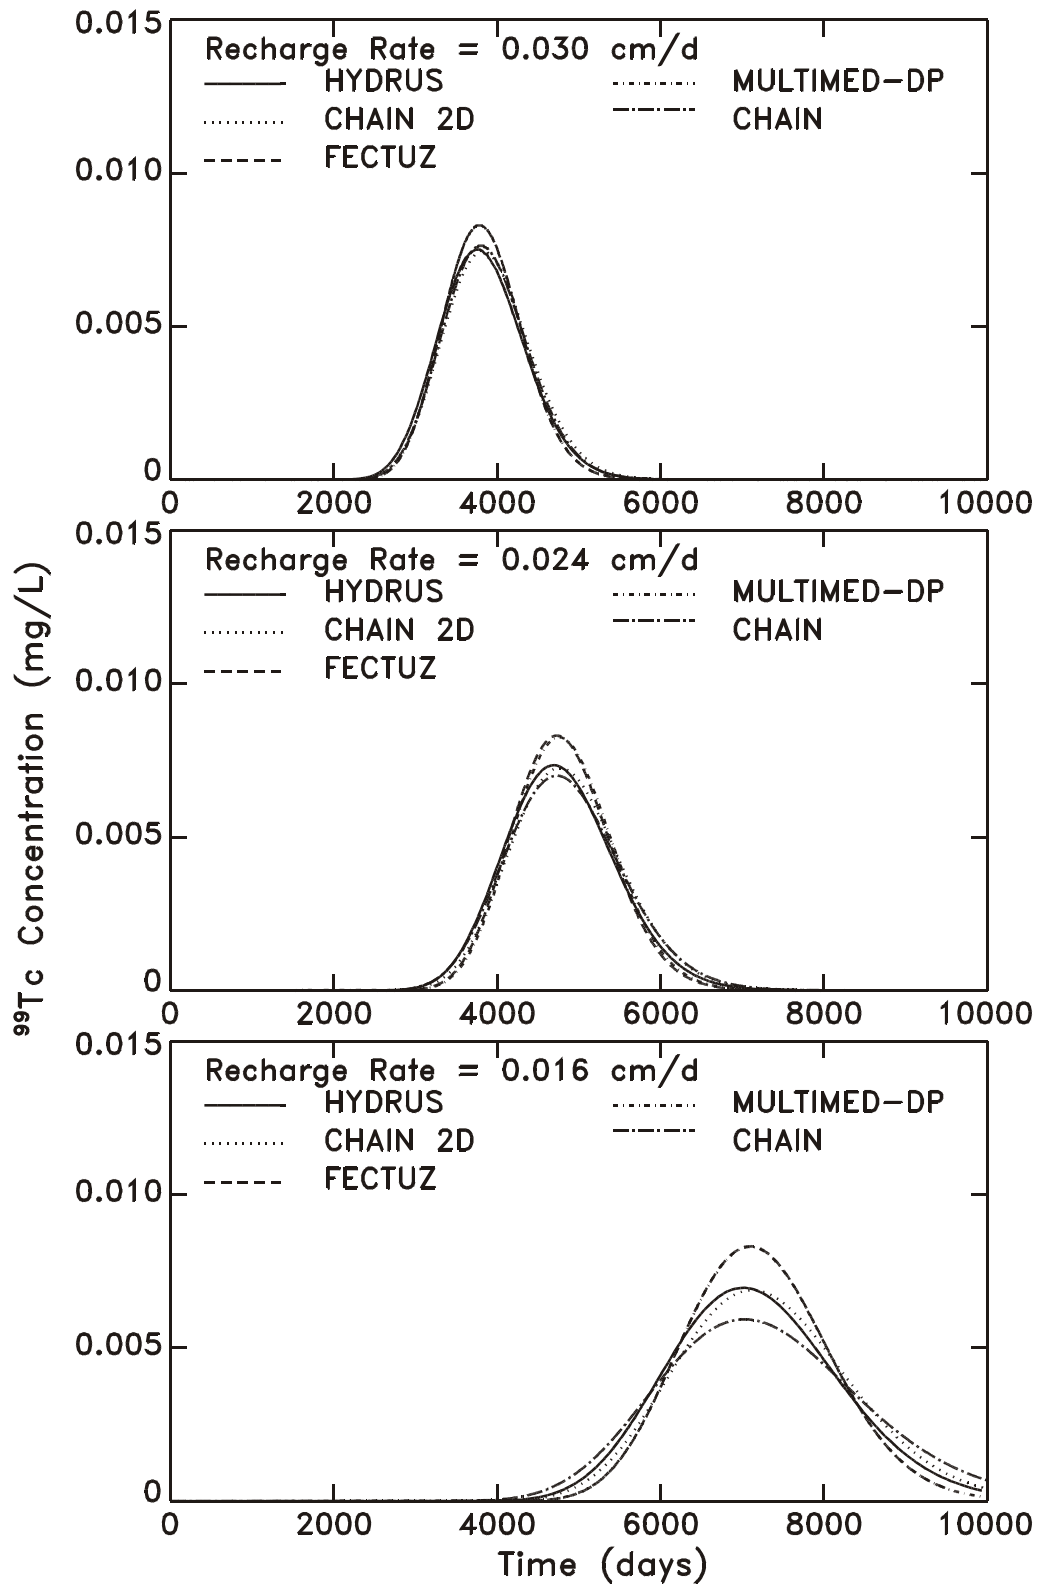 0.015
Recharge Rate = 0.030 cm/d
HYDRUS MULTIMED-DP
CHAIN 2D CHAIN
FECTUZ
0.010
0.005
0
0 2000 4000 6000 8000 10000
0.015
Recharge Rate = 0.024 cm/d
HYDRUS MULTIMED-DP
CHAIN 2D CHAIN
FECTUZ
0.010
0.005
0
0 2000 4000 6000 8000 10000
⁹⁹Tc Concentration (mg/L)
0.015
Recharge Rate = 0.016 cm/d
HYDRUS MULTIMED-DP
CHAIN 2D CHAIN
FECTUZ
0.010
0.005
0
0 2000 4000 6000 8000 10000
Time (days)